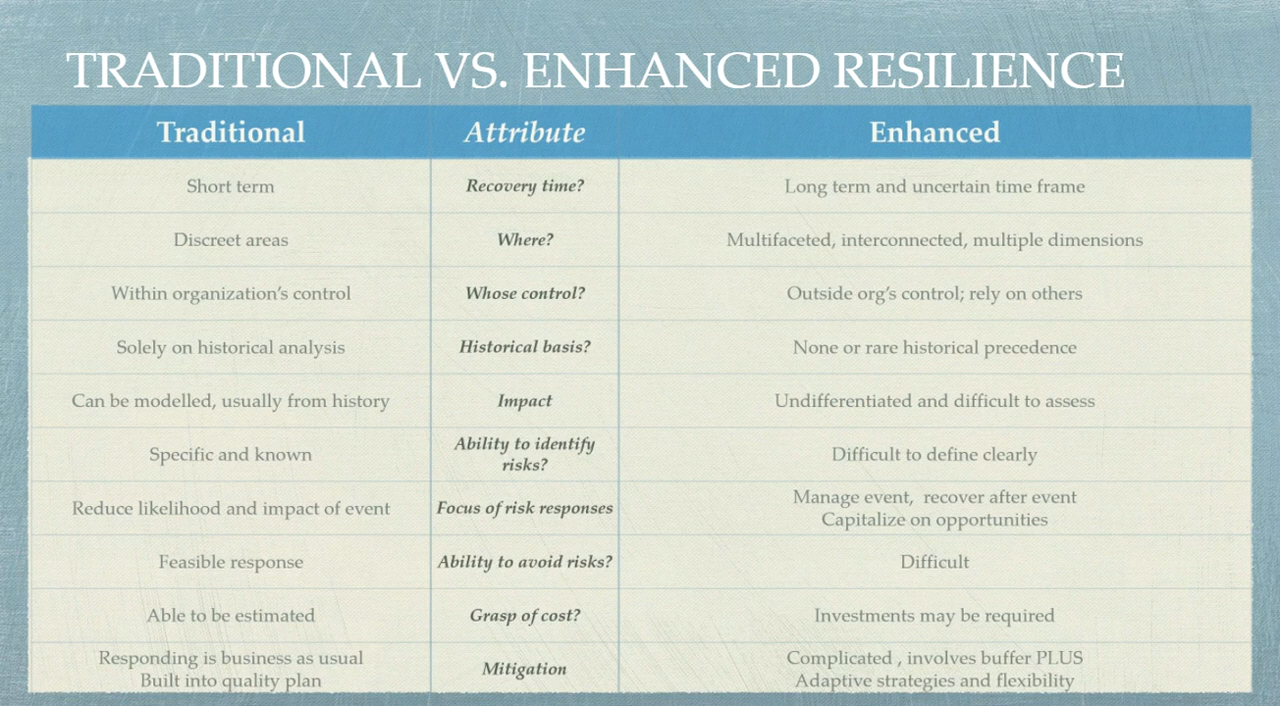 TRADITIONAL VS. ENHANCED RESILIENCE
Traditional Attribute Enhanced
Short term Recovery time? Long term and uncertain time frame
Discreet areas Where? Multifaceted, interconnected, multiple dimensions
Within organization's control Whose control? Outside org's control; rely on others
Solely on historical analysis Historical basis? None or rare historical precedence
Can be modelled, usually from history Impact Undifferentiated and difficult to assess
Specific and known Ability to identify
risks? Difficult to define clearly
Reduce likelihood and impact of event Focus of risk responses Manage event,  recover after event
Capitalize on opportunities
Feasible response Ability to avoid risks? Difficult
Able to be estimated Grasp of cost? Investments may be required
Responding is business as usual
Built into quality plan Mitigation Complicated , involves buffer PLUS
Adaptive strategies and flexibility